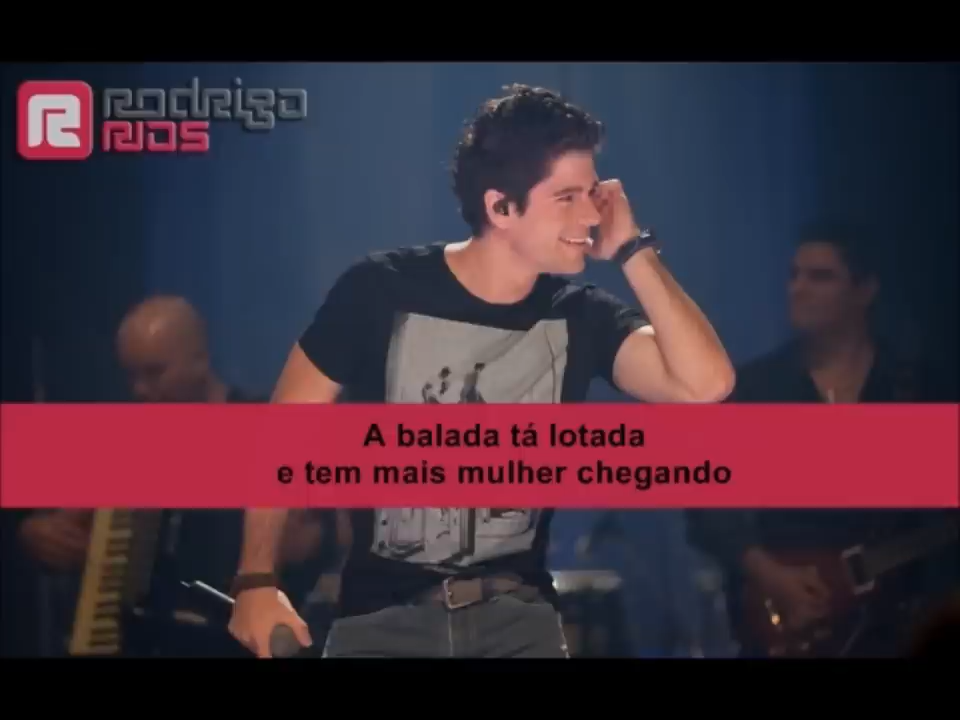 R
Rodrigo
Rios
A balada tá lotada
e tem mais mulher chegando